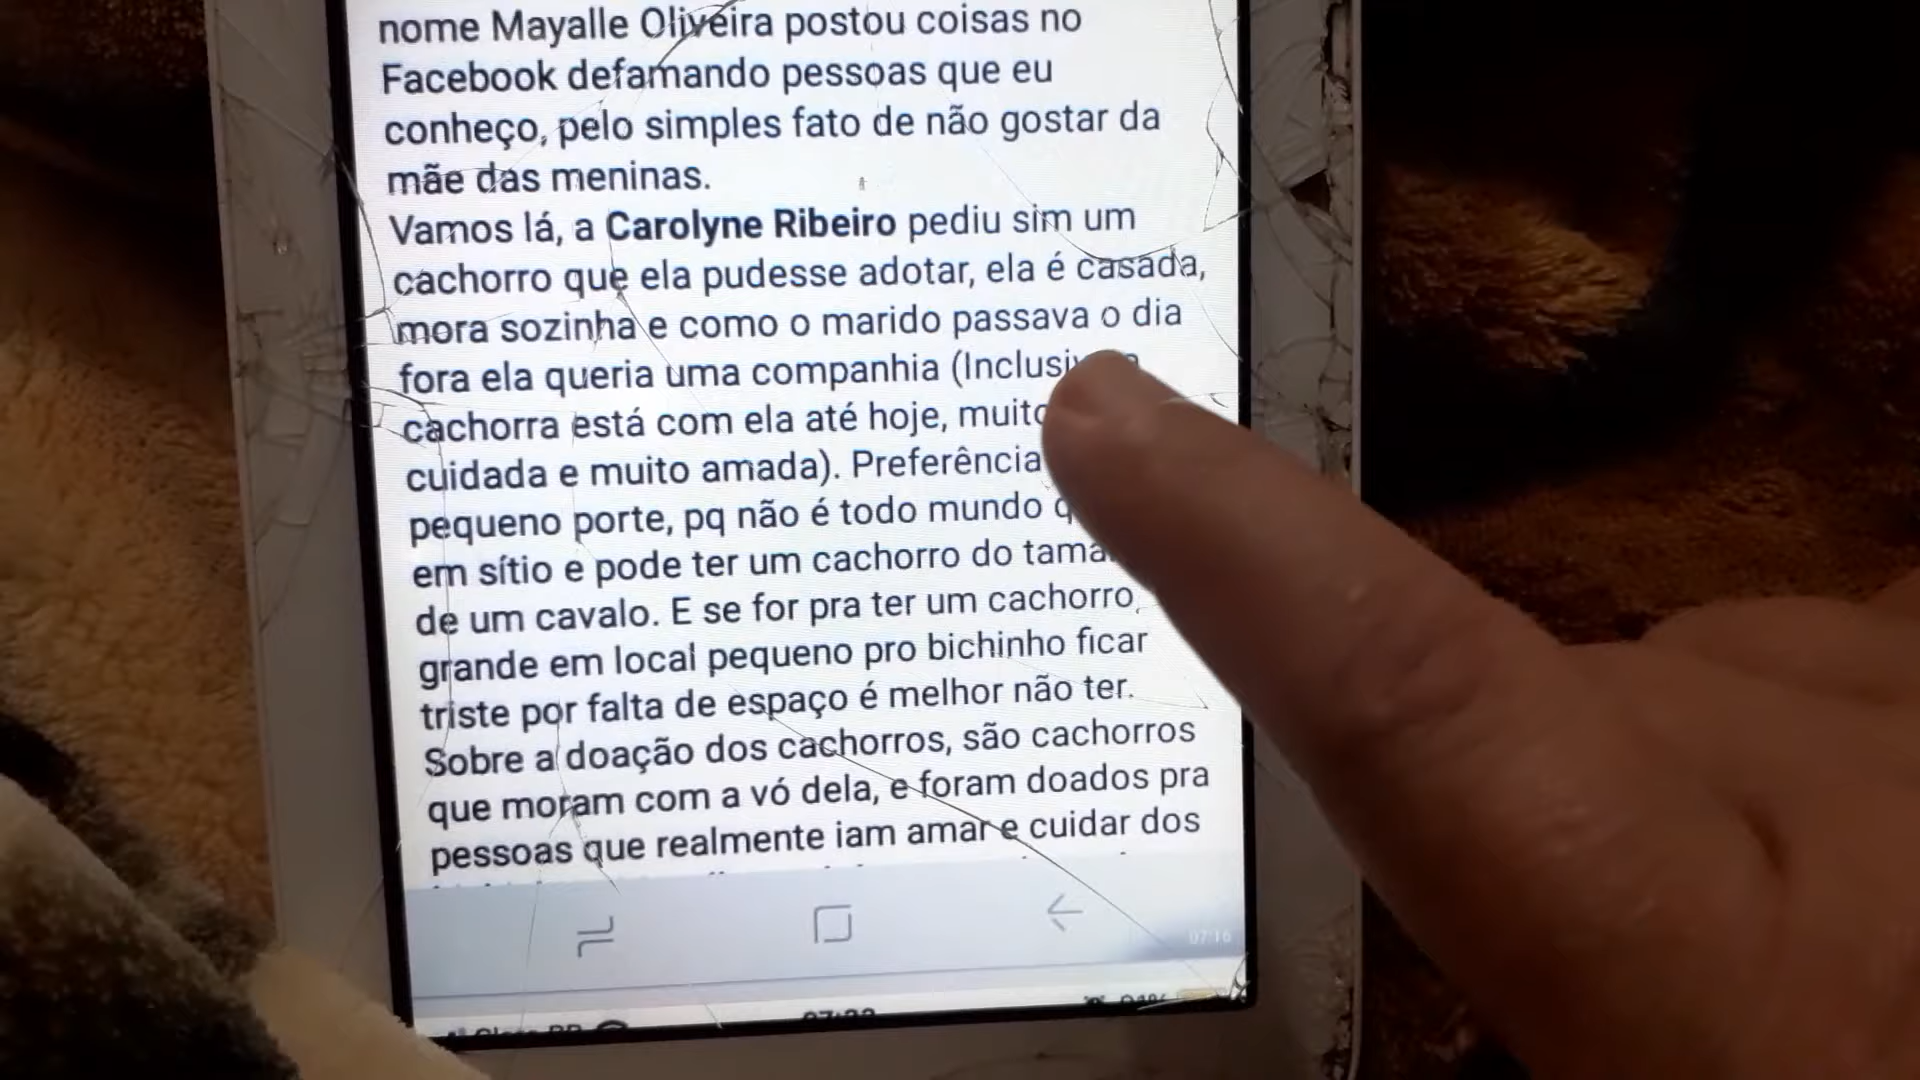 nome Mayalle Oliveira postou coisas no
Facebook defamando pessoas que eu
conheço, pelo simples fato de não gostar da
mãe das meninas.
Vamos lá, a Carolyne Ribeiro pediu sim um
cachorro que ela pudesse adotar, ela é casada,
mora sozinha e como o marido passava o dia
fora ela queria uma companhia
cachorra está com ela até hoje, muito
cuidada e muito amada). Preferência
pequeno porte, pq não é todo mundo
em sítio e pode ter um cachorro do
de um cavalo. E se for pra ter um cachorro
grande em local pequeno pro bichinho ficar
triste por falta de espaço é melhor não ter.
Sobre a doação dos cachorros, são cachorros
que moram com a vó dela, e foram doados pra
pessoas que realmente iam amar e cuidar dos
07:16